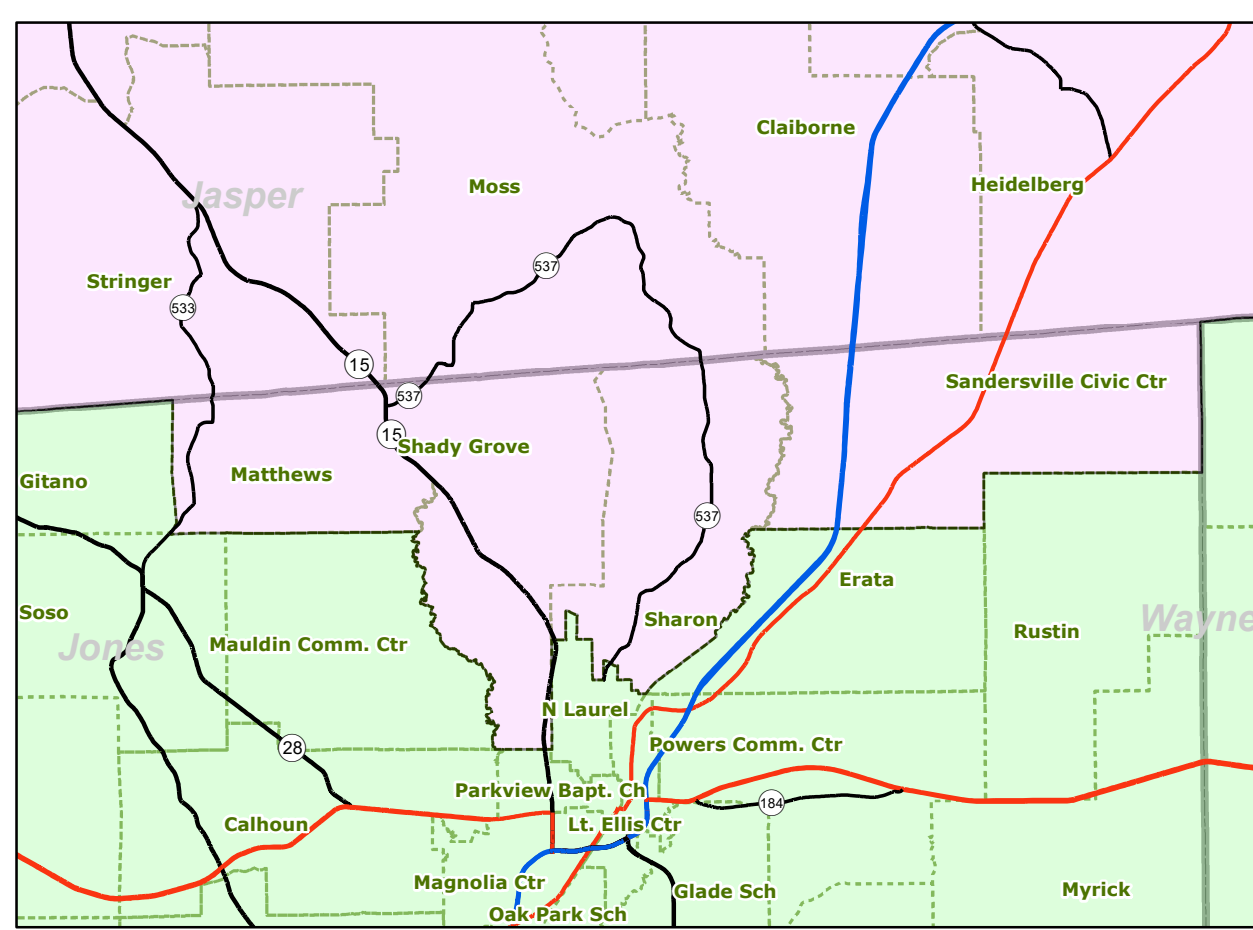 Claiborne
Heidelberg
Moss
Jasper
537
Stringer
533
15
537
Sandersville Civic Ctr
15
Shady Grove
Matthews
Gitano
537
Erata
Soso
Sharon
Wayne
Rustin
Jones
Mauldin Comm. Ctr
N Laurel
28
Powers Comm. Ctr
Parkview Bapt. Ch
184
Calhoun
Lt. Ellis Ctr
Magnolia Ctr
Glade Sch
Myrick
Oak Park Sch